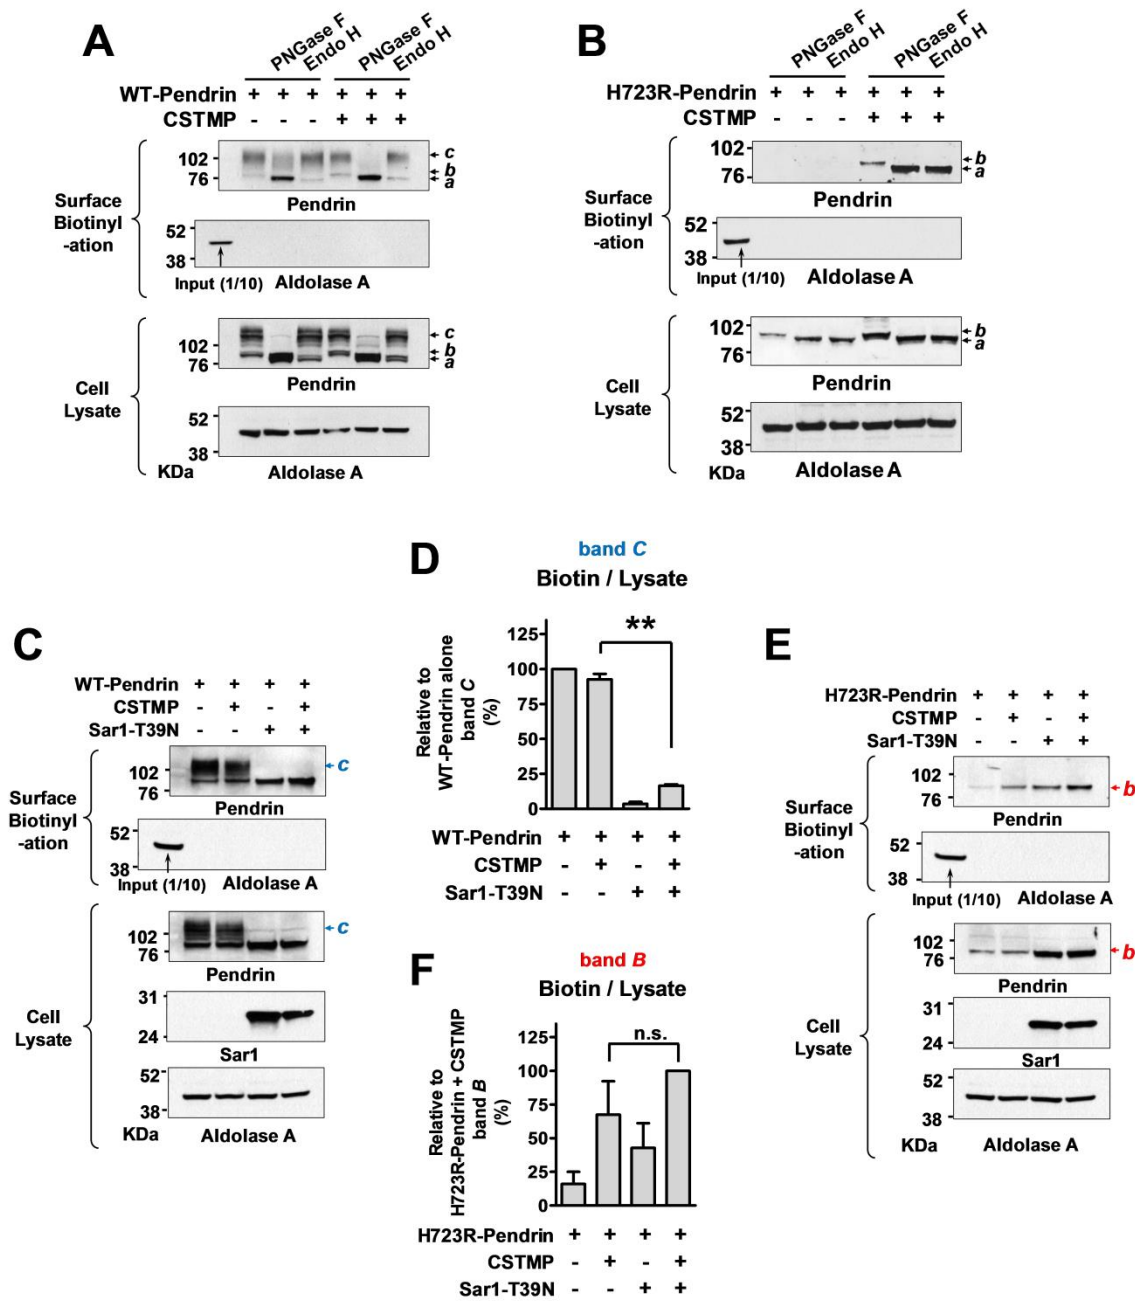 A
PNGase F
Endo H
PNGase F
Endo H
WT-Pendrin + + + + + +
CSTMP - - - + + +
Surface
Biotinyl
-ation
102
76
c
b
a
Pendrin
52
38
Input (1/10)
Aldolase A
Cell
Lysate
102
76
c
b
a
Pendrin
52
38
KDa
Aldolase A
B
PNGase F
Endo H
PNGase F
Endo H
H723R-Pendrin + + + + + +
CSTMP - - - + + +
Surface
Biotinyl
-ation
102
76
b
a
Pendrin
52
38
Input (1/10)
Aldolase A
Cell
Lysate
102
76
b
a
Pendrin
52
38
KDa
Aldolase A
C
WT-Pendrin + + + +
CSTMP - + - +
Sar1-T39N - - + +
Surface
Biotinyl
-ation
102
76
c
Pendrin
52
38
Input (1/10)
Aldolase A
Cell
Lysate
102
76
c
Pendrin
31
24
Sar1
52
38
KDa
Aldolase A
D
band C
Biotin / Lysate
Relative to
WT-Pendrin alone
band C
(%)
125
100
75
50
25
0
**
WT-Pendrin + + + +
CSTMP - + - +
Sar1-T39N - - + +
E
H723R-Pendrin + + + +
CSTMP - + - +
Sar1-T39N - - + +
Surface
Biotinyl
-ation
102
76
b
Pendrin
52
38
Input (1/10)
Aldolase A
Cell
Lysate
102
76
b
Pendrin
31
24
Sar1
52
38
KDa
Aldolase A
F
band B
Biotin / Lysate
Relative to
H723R-Pendrin + CSTMP
band B
(%)
125
100
75
50
25
0
n.s.
H723R-Pendrin + + + +
CSTMP - + - +
Sar1-T39N - - + +